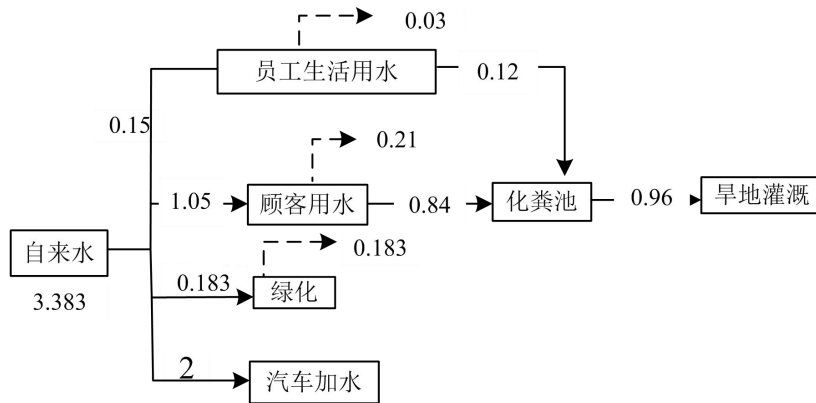 0.03
员工生活用水
0.12
0.15
0.21
1.05
顾客用水
0.84
化粪池
0.96
旱地灌溉
自来水
3.383
0.183
0.183
绿化
2
汽车加水